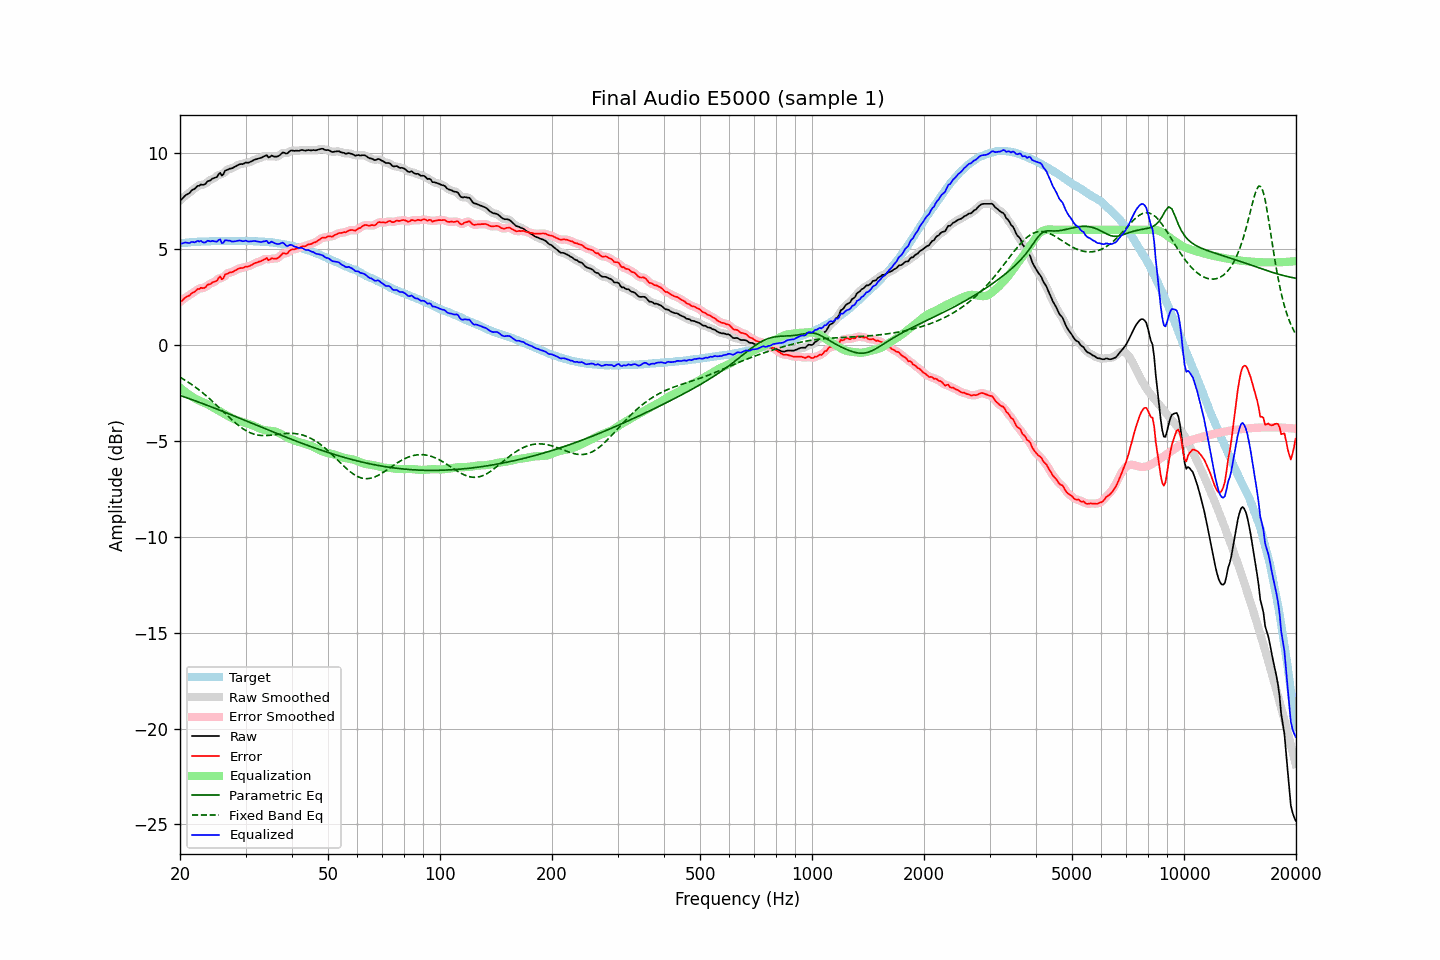 Final Audio E5000 (sample 1)
10
5
0
−5
−10
−15
−20
−25
Amplitude (dBr)
Target
Raw Smoothed
Error Smoothed
Raw
Error
Equalization
Parametric Eq
Fixed Band Eq
Equalized
20 50 100 200 500 1000 2000 5000 10000 20000
Frequency (Hz)